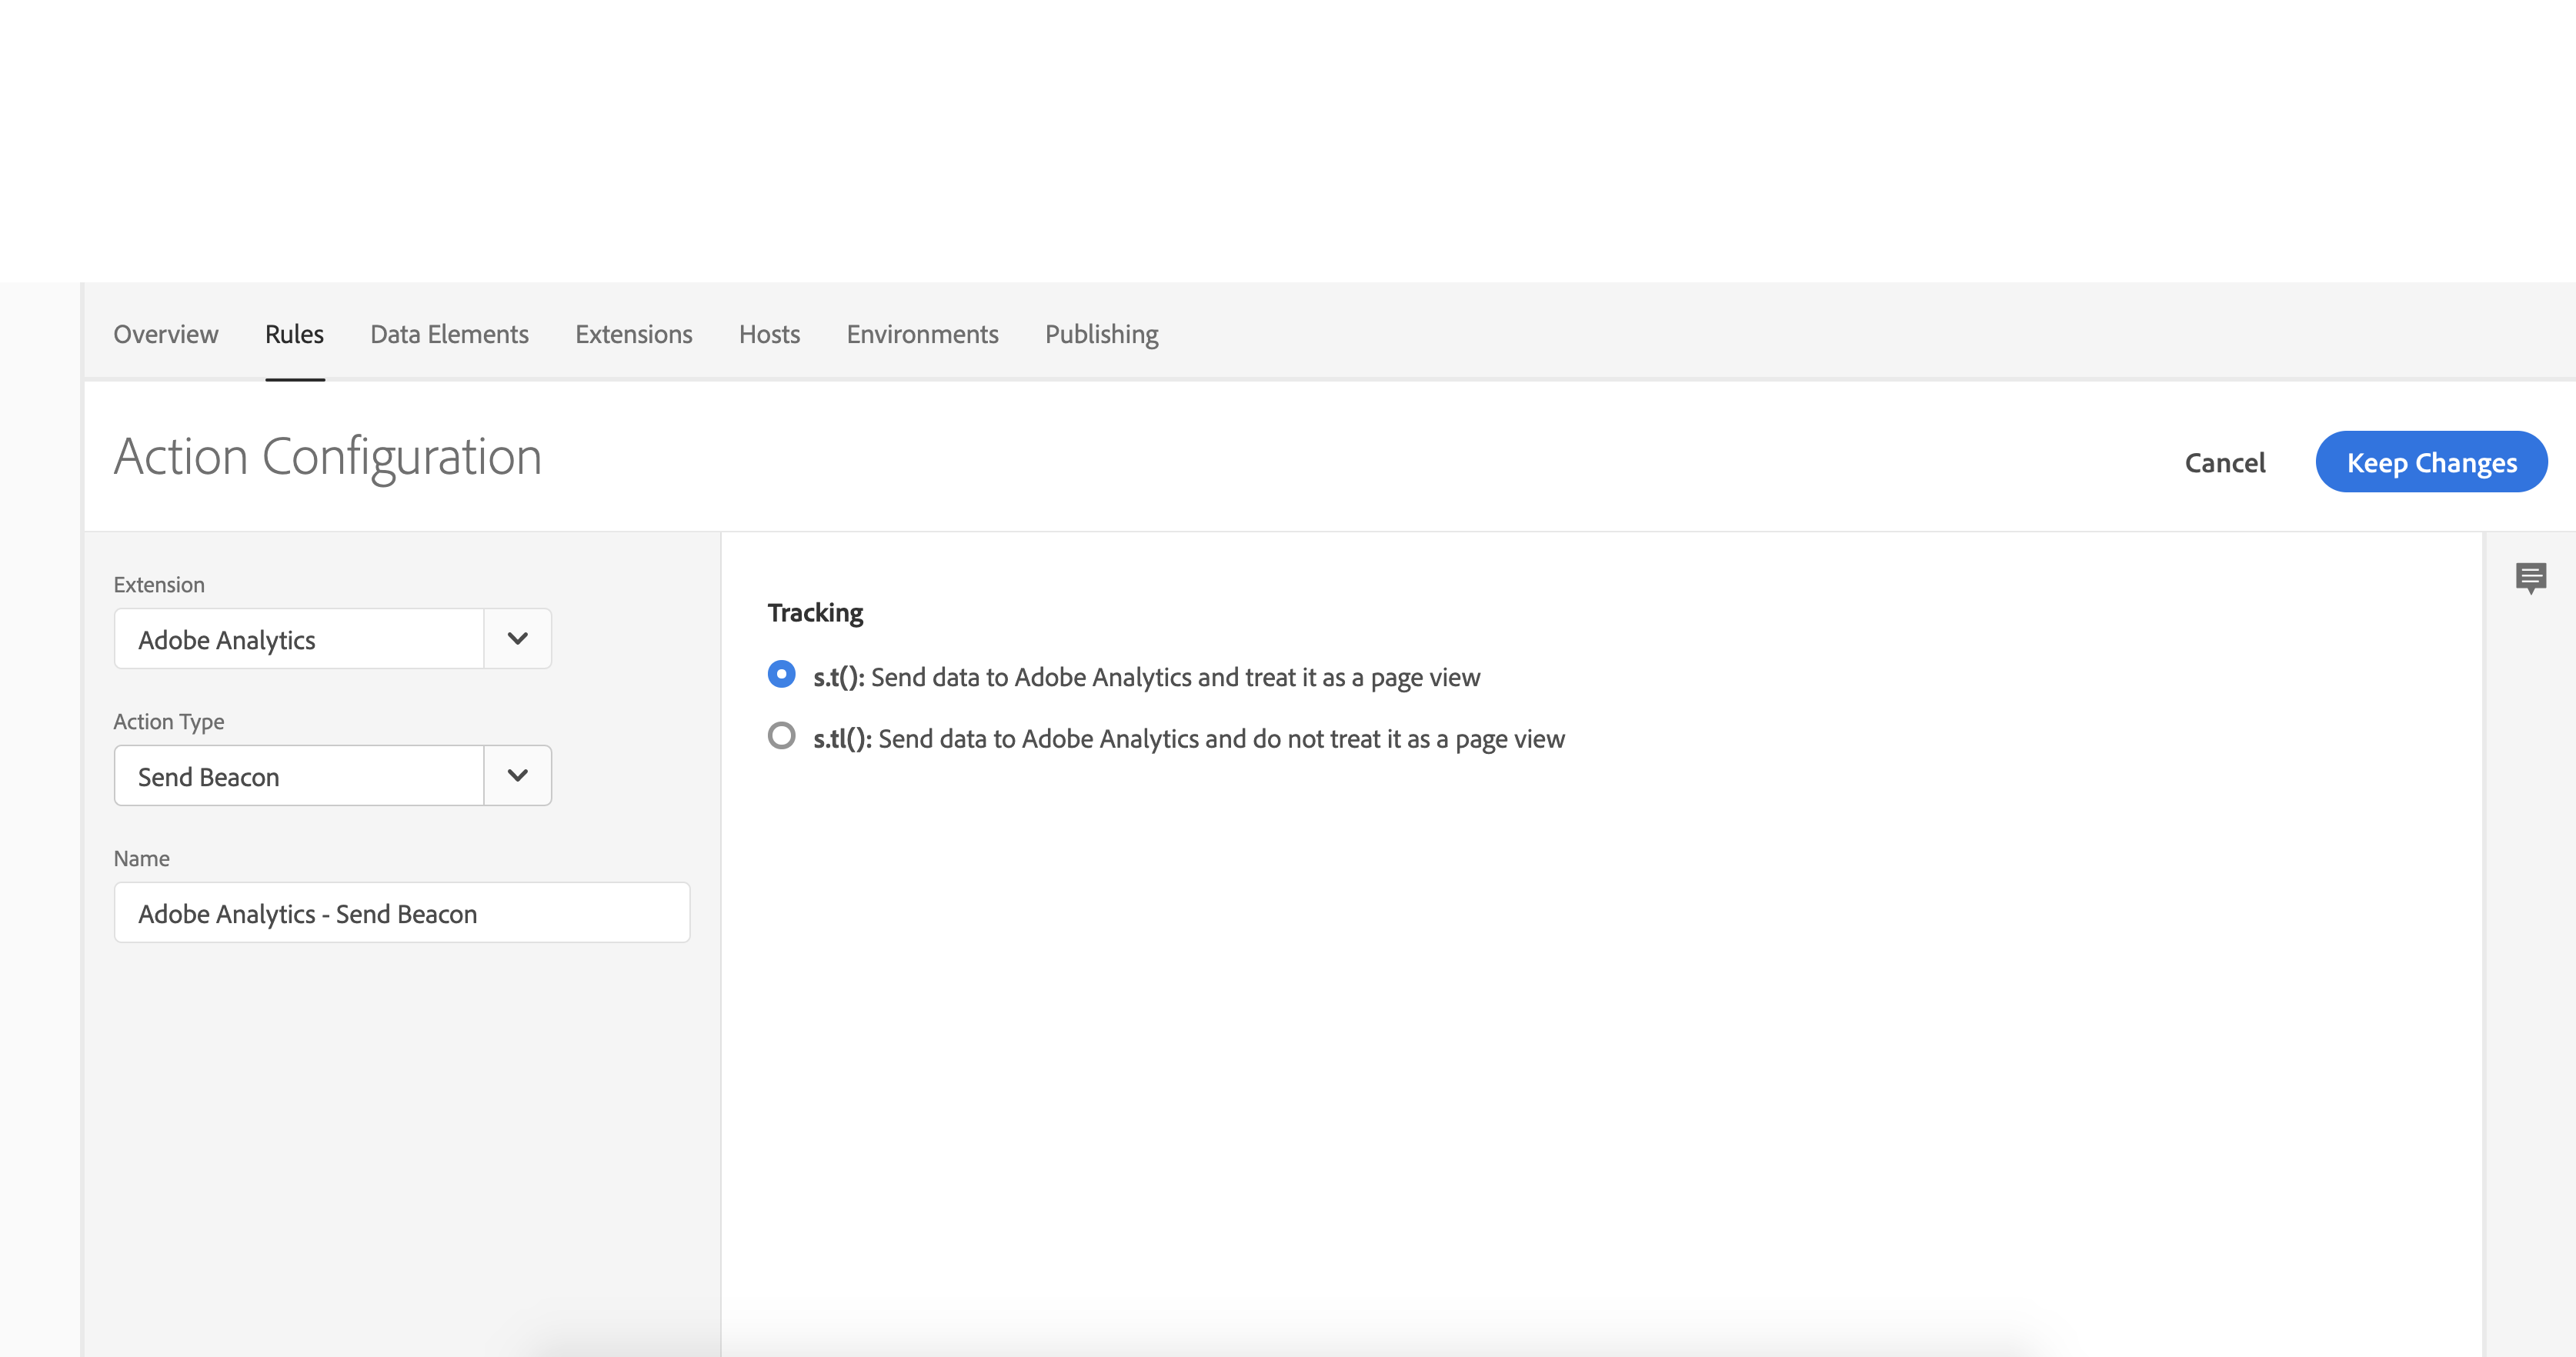 Overview Rules Data Elements Extensions Hosts Environments Publishing
Action Configuration
Cancel Keep Changes
Extension
Adobe Analytics
Action Type
Send Beacon
Name
Adobe Analytics - Send Beacon
Tracking
s.t(): Send data to Adobe Analytics and treat it as a page view
s.tl(): Send data to Adobe Analytics and do not treat it as a page view